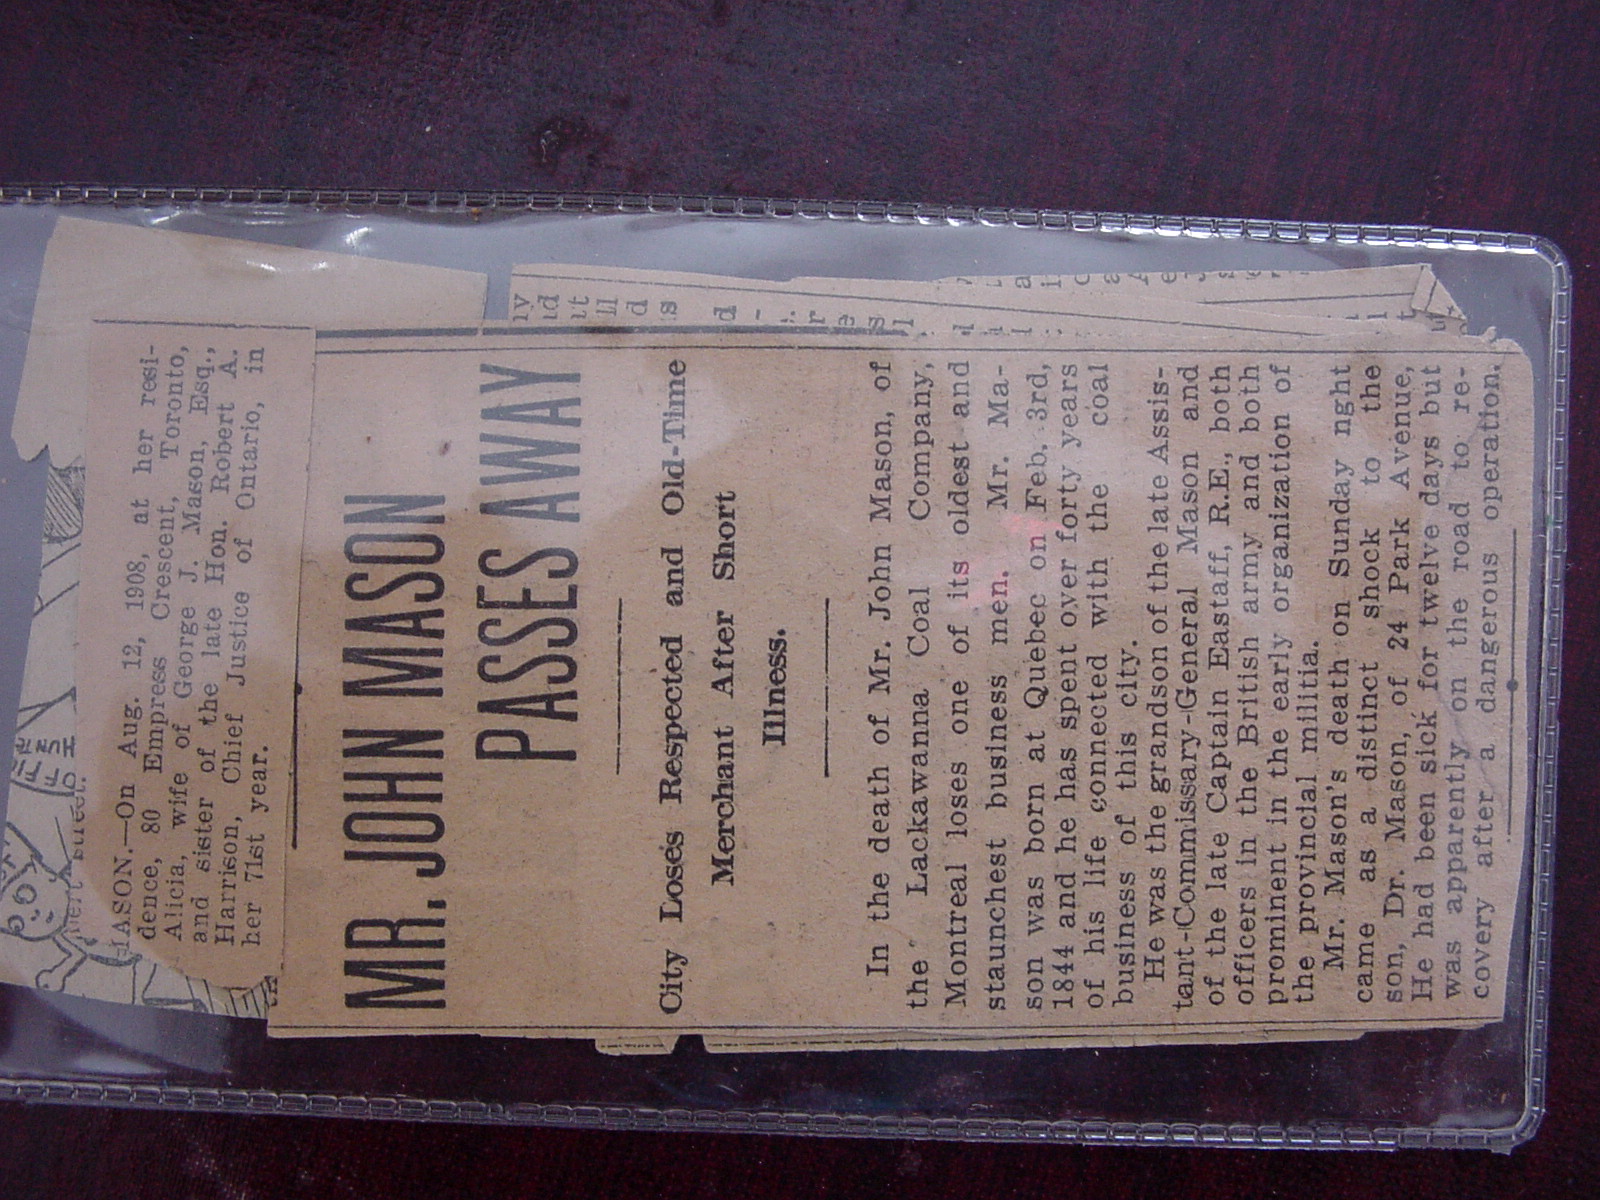 MASON.—On Aug. 12, 1908, at her resi-
dence, 80 Empress Crescent, Toronto,
Alicia, wife of George J. Mason, Esq.,
and sister of the late Hon. Robert A.
Harrison, Chief Justice of Ontario, in
her 71st year.
MR. JOHN MASON
PASSES AWAY
City Loses Respected and Old-Time
Merchant After Short
Illness.
In the death of Mr. John Mason, of
the Lackawanna Coal Company,
Montreal loses one of its oldest and
staunchest business men. Mr. Ma-
son was born at Quebec on Feb. 3rd,
1844 and he has spent over forty years
of his life connected with the coal
business of this city.
He was the grandson of the late Assis-
tant-Commissary-General Mason and
of the late Captain Eastaff, R.E., both
officers in the British army and both
prominent in the early organization of
the provincial militia.
Mr. Mason's death on Sunday nght
came as a distinct shock to the
son, Dr. Mason, of 24 Park Avenue,
He had been sick for twelve days but
was apparently on the road to re-
covery after a dangerous operation.